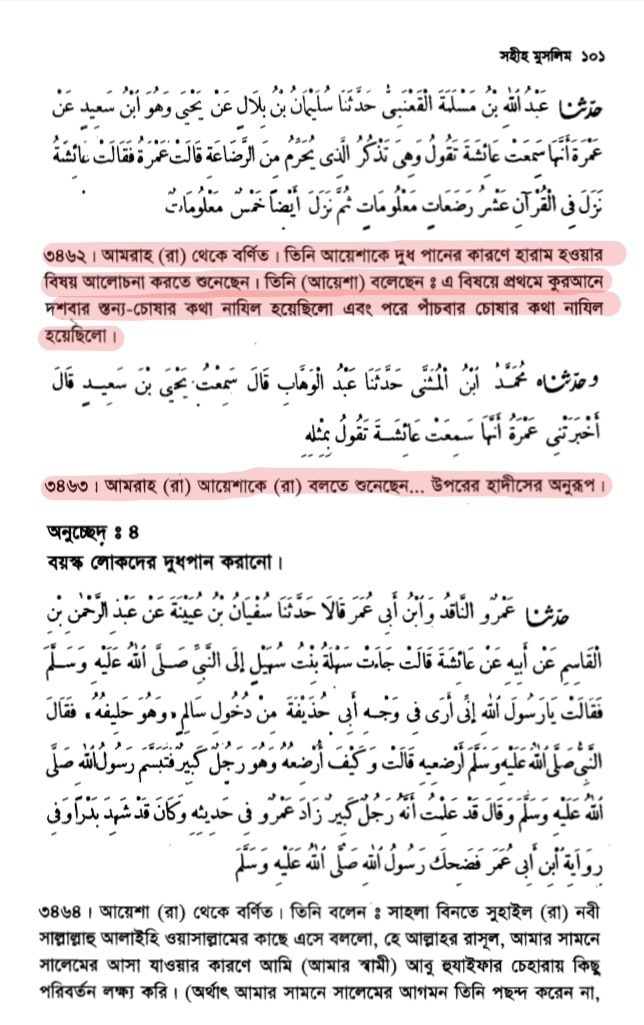 সহীহ মুসলিম ১০১
حدثنا عَبْدُ اللهِ بْنُ مَسْلَمَةَ الْقَعْنَبِىُّ حَدَّثَنَا سُلَيْمَانُ بْنُ بِلَالٍ عَنْ يَحْيَى وَهُوَ ابْنُ سَعِيدٍ عَنْ
عَمْرَةَ أَنَّهَا سَمِعَتْ عَائِشَةَ تَقُولُ وَهِىَ تَذْكُرُ الَّذِى يُحَرِّمُ مِنَ الرَّضَاعَةِ قَالَتْ عَمْرَةُ فَقَالَتْ عَائِشَةُ
نَزَلَ فِى الْقُرْآنِ عَشْرُ رَضَعَاتٍ مَعْلُومَاتٍ ثُمَّ نَزَلَ أَيْضًا خَمْسٌ مَعْلُومَاتٌ
৩৪৬২। আমরাহ (রা) থেকে বর্ণিত। তিনি আয়েশাকে দুধ পানের কারণে হারাম হওয়ার
বিষয় আলোচনা করতে শুনেছেন। তিনি (আয়েশা) বলেছেন : এ বিষয়ে প্রথমে কুরআনে
দশবার স্তন্য-চোষার কথা নাযিল হয়েছিলো এবং পরে পাঁচবার চোষার কথা নাযিল
হয়েছিলো।
وحدثناه مُحَمَّدُ ابْنُ الْمُثَنَّى حَدَّثَنَا عَبْدُ الْوَهَّابِ قَالَ سَمِعْتُ يَحْيَى بْنَ سَعِيدٍ قَالَ
أَخْبَرَتْنِى عَمْرَةُ أَنَّهَا سَمِعَتْ عَائِشَةَ تَقُولُ بِمِثْلِهِ
৩৪৬৩। আমরাহ (রা) আয়েশাকে (রা) বলতে শুনেছেন... উপরের হাদীসের অনুরূপ।
অনুচ্ছেদ : ৪
বয়স্ক লোকদের দুধপান করানো।
حدثنا عَمْرٌو النَّاقِدُ وَابْنُ أَبِى عُمَرَ قَالَا حَدَّثَنَا سُفْيَانُ بْنُ عُيَيْنَةَ عَنْ عَبْدِ الرَّحْمٰنِ بْنِ
الْقَاسِمِ عَنْ أَبِيهِ عَنْ عَائِشَةَ قَالَتْ جَاءَتْ سَهْلَةُ بِنْتُ سُهَيْلٍ إِلَى النَّبِىِّ صَلَّى اللهُ عَلَيْهِ وَسَلَّمَ
فَقَالَتْ يَارَسُولَ اللهِ إِنِّى أَرَى فِى وَجْهِ أَبِى حُذَيْفَةَ مِنْ دُخُولِ سَالِمٍ «وَهُوَ حَلِيفُهُ» فَقَالَ
النَّبِىُّ صَلَّى اللهُ عَلَيْهِ وَسَلَّمَ أَرْضِعِيهِ قَالَتْ وَكَيْفَ أُرْضِعُهُ وَهُوَ رَجُلٌ كَبِيرٌ فَتَبَسَّمَ رَسُولُ اللهِ صَلَّى
اللهُ عَلَيْهِ وَسَلَّمَ وَقَالَ قَدْ عَلِمْتُ أَنَّهُ رَجُلٌ كَبِيرٌ زَادَ عَمْرٌو فِى حَدِيثِهِ وَكَانَ قَدْ شَهِدَ بَدْرًا وَفِى
رِوَايَةِ ابْنِ أَبِى عُمَرَ فَضَحِكَ رَسُولُ اللهِ صَلَّى اللهُ عَلَيْهِ وَسَلَّمَ
৩৪৬৪। আয়েশা (রা) থেকে বর্ণিত। তিনি বলেন : সাহলা বিনতে সুহাইল (রা) নবী
সাল্লাল্লাহু আলাইহি ওয়াসাল্লামের কাছে এসে বললো, হে আল্লাহর রাসূল, আমার সামনে
সালেমের আসা যাওয়ার কারণে আমি (আমার স্বামী) আবু হুযাইফার চেহারায় কিছু
পরিবর্তন লক্ষ্য করি। (অর্থাৎ আমার সামনে সালেমের আগমন তিনি পছন্দ করেন না,